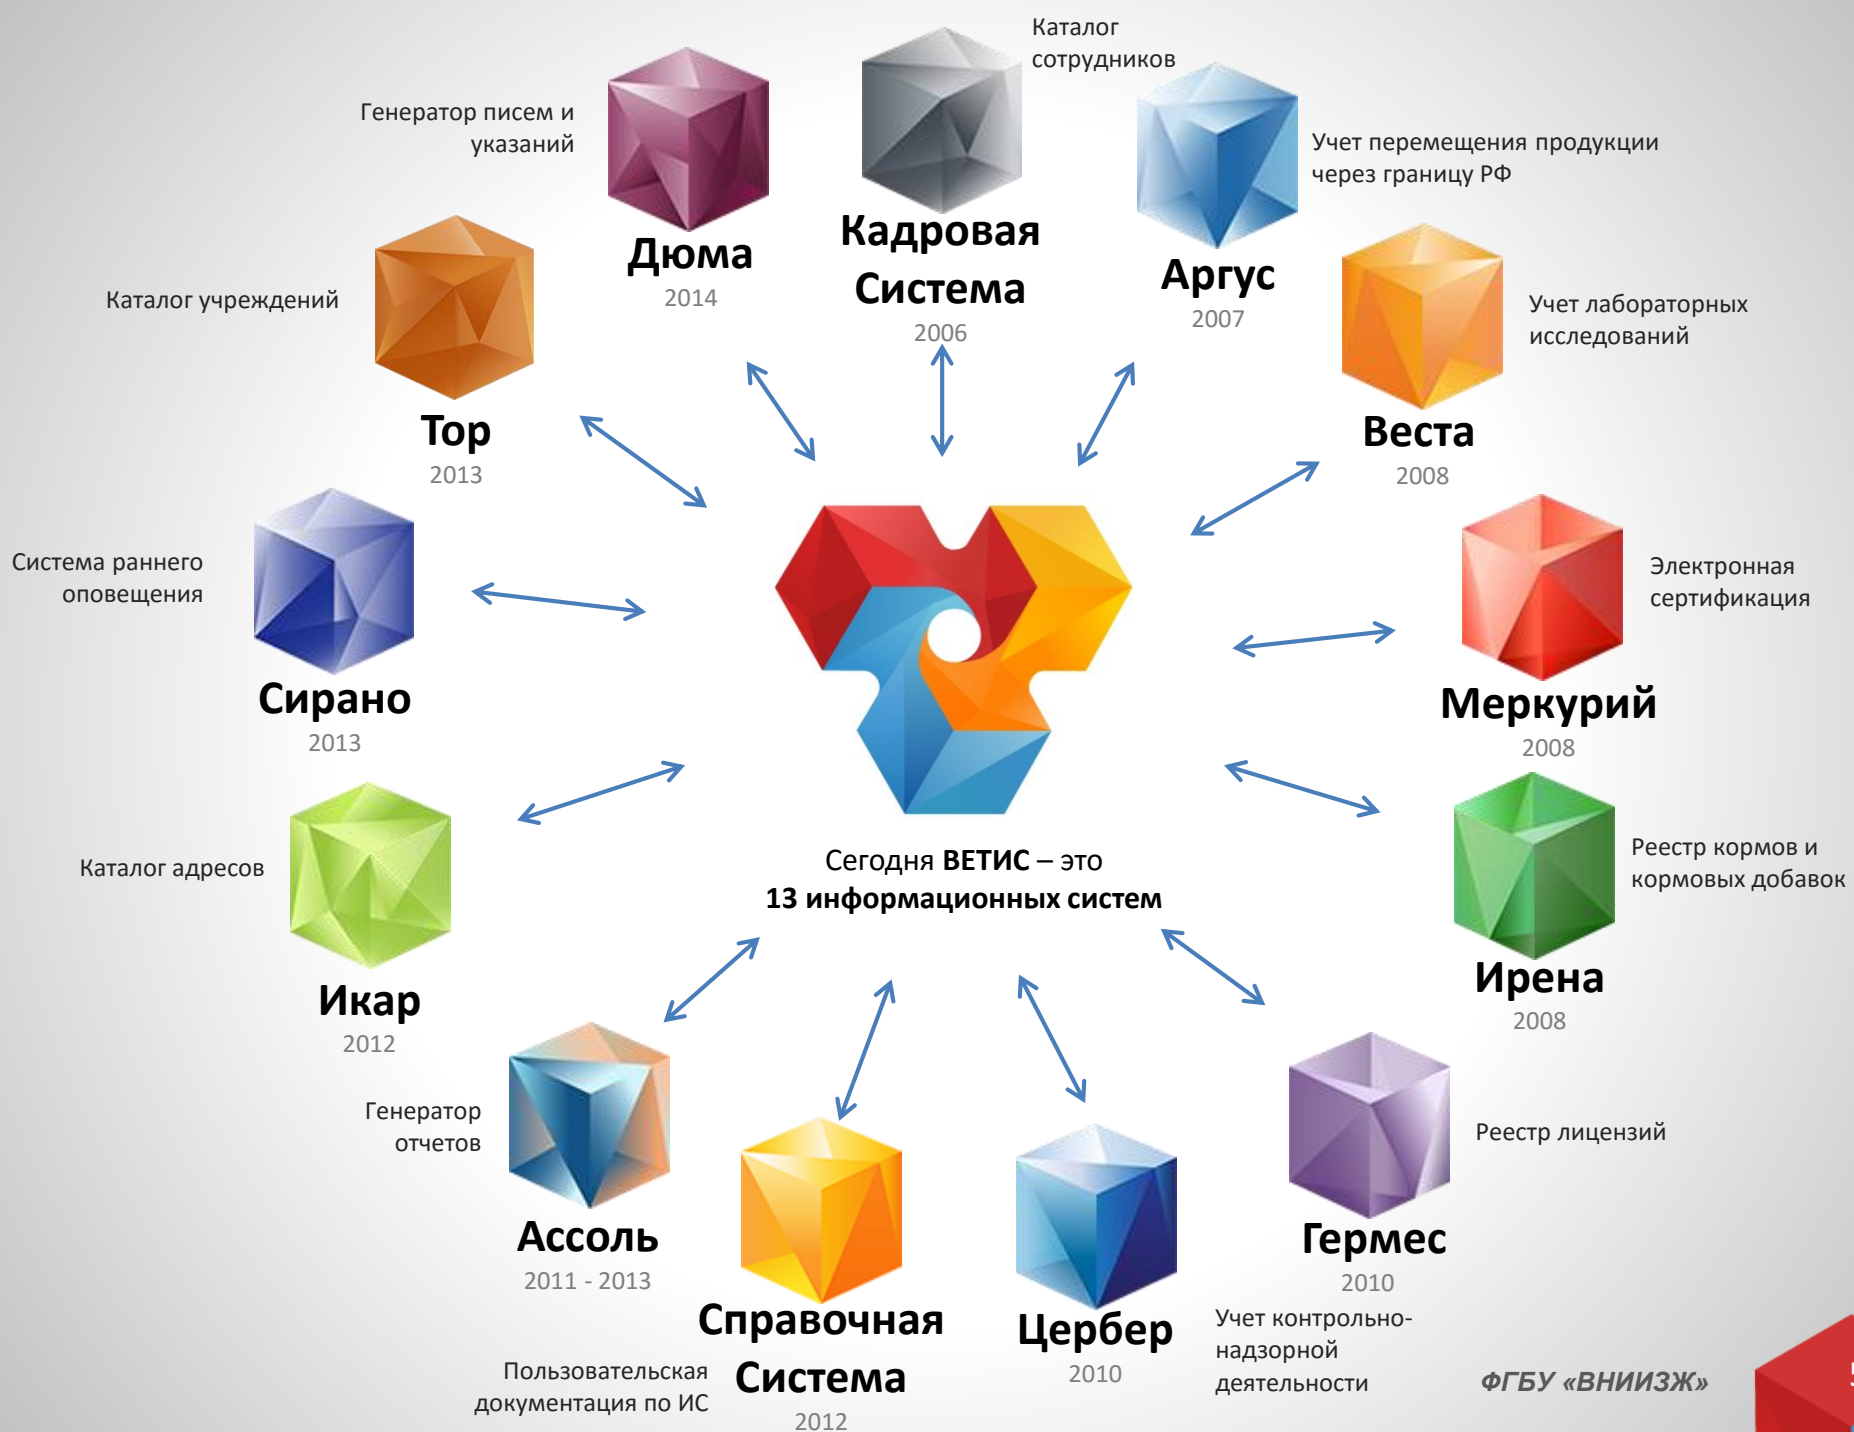 Каталог
сотрудников
Кадровая
Система
2006
Учет перемещения продукции
через границу РФ
Аргус
2007
Учет лабораторных
исследований
Веста
2008
Электронная
сертификация
Меркурий
2008
Реестр кормов и
кормовых добавок
Ирена
2008
Реестр лицензий
Гермес
2010
Учет контрольно-
надзорной
деятельности
Цербер
2010
Пользовательская
документация по ИС
Справочная
Система
2012
Генератор
отчетов
Ассоль
2011 - 2013
Каталог адресов
Икар
2012
Система раннего
оповещения
Сирано
2013
Каталог учреждений
Тор
2013
Генератор писем и
указаний
Дюма
2014
Сегодня ВЕТИС – это
13 информационных систем
ФГБУ «ВНИИЗЖ»